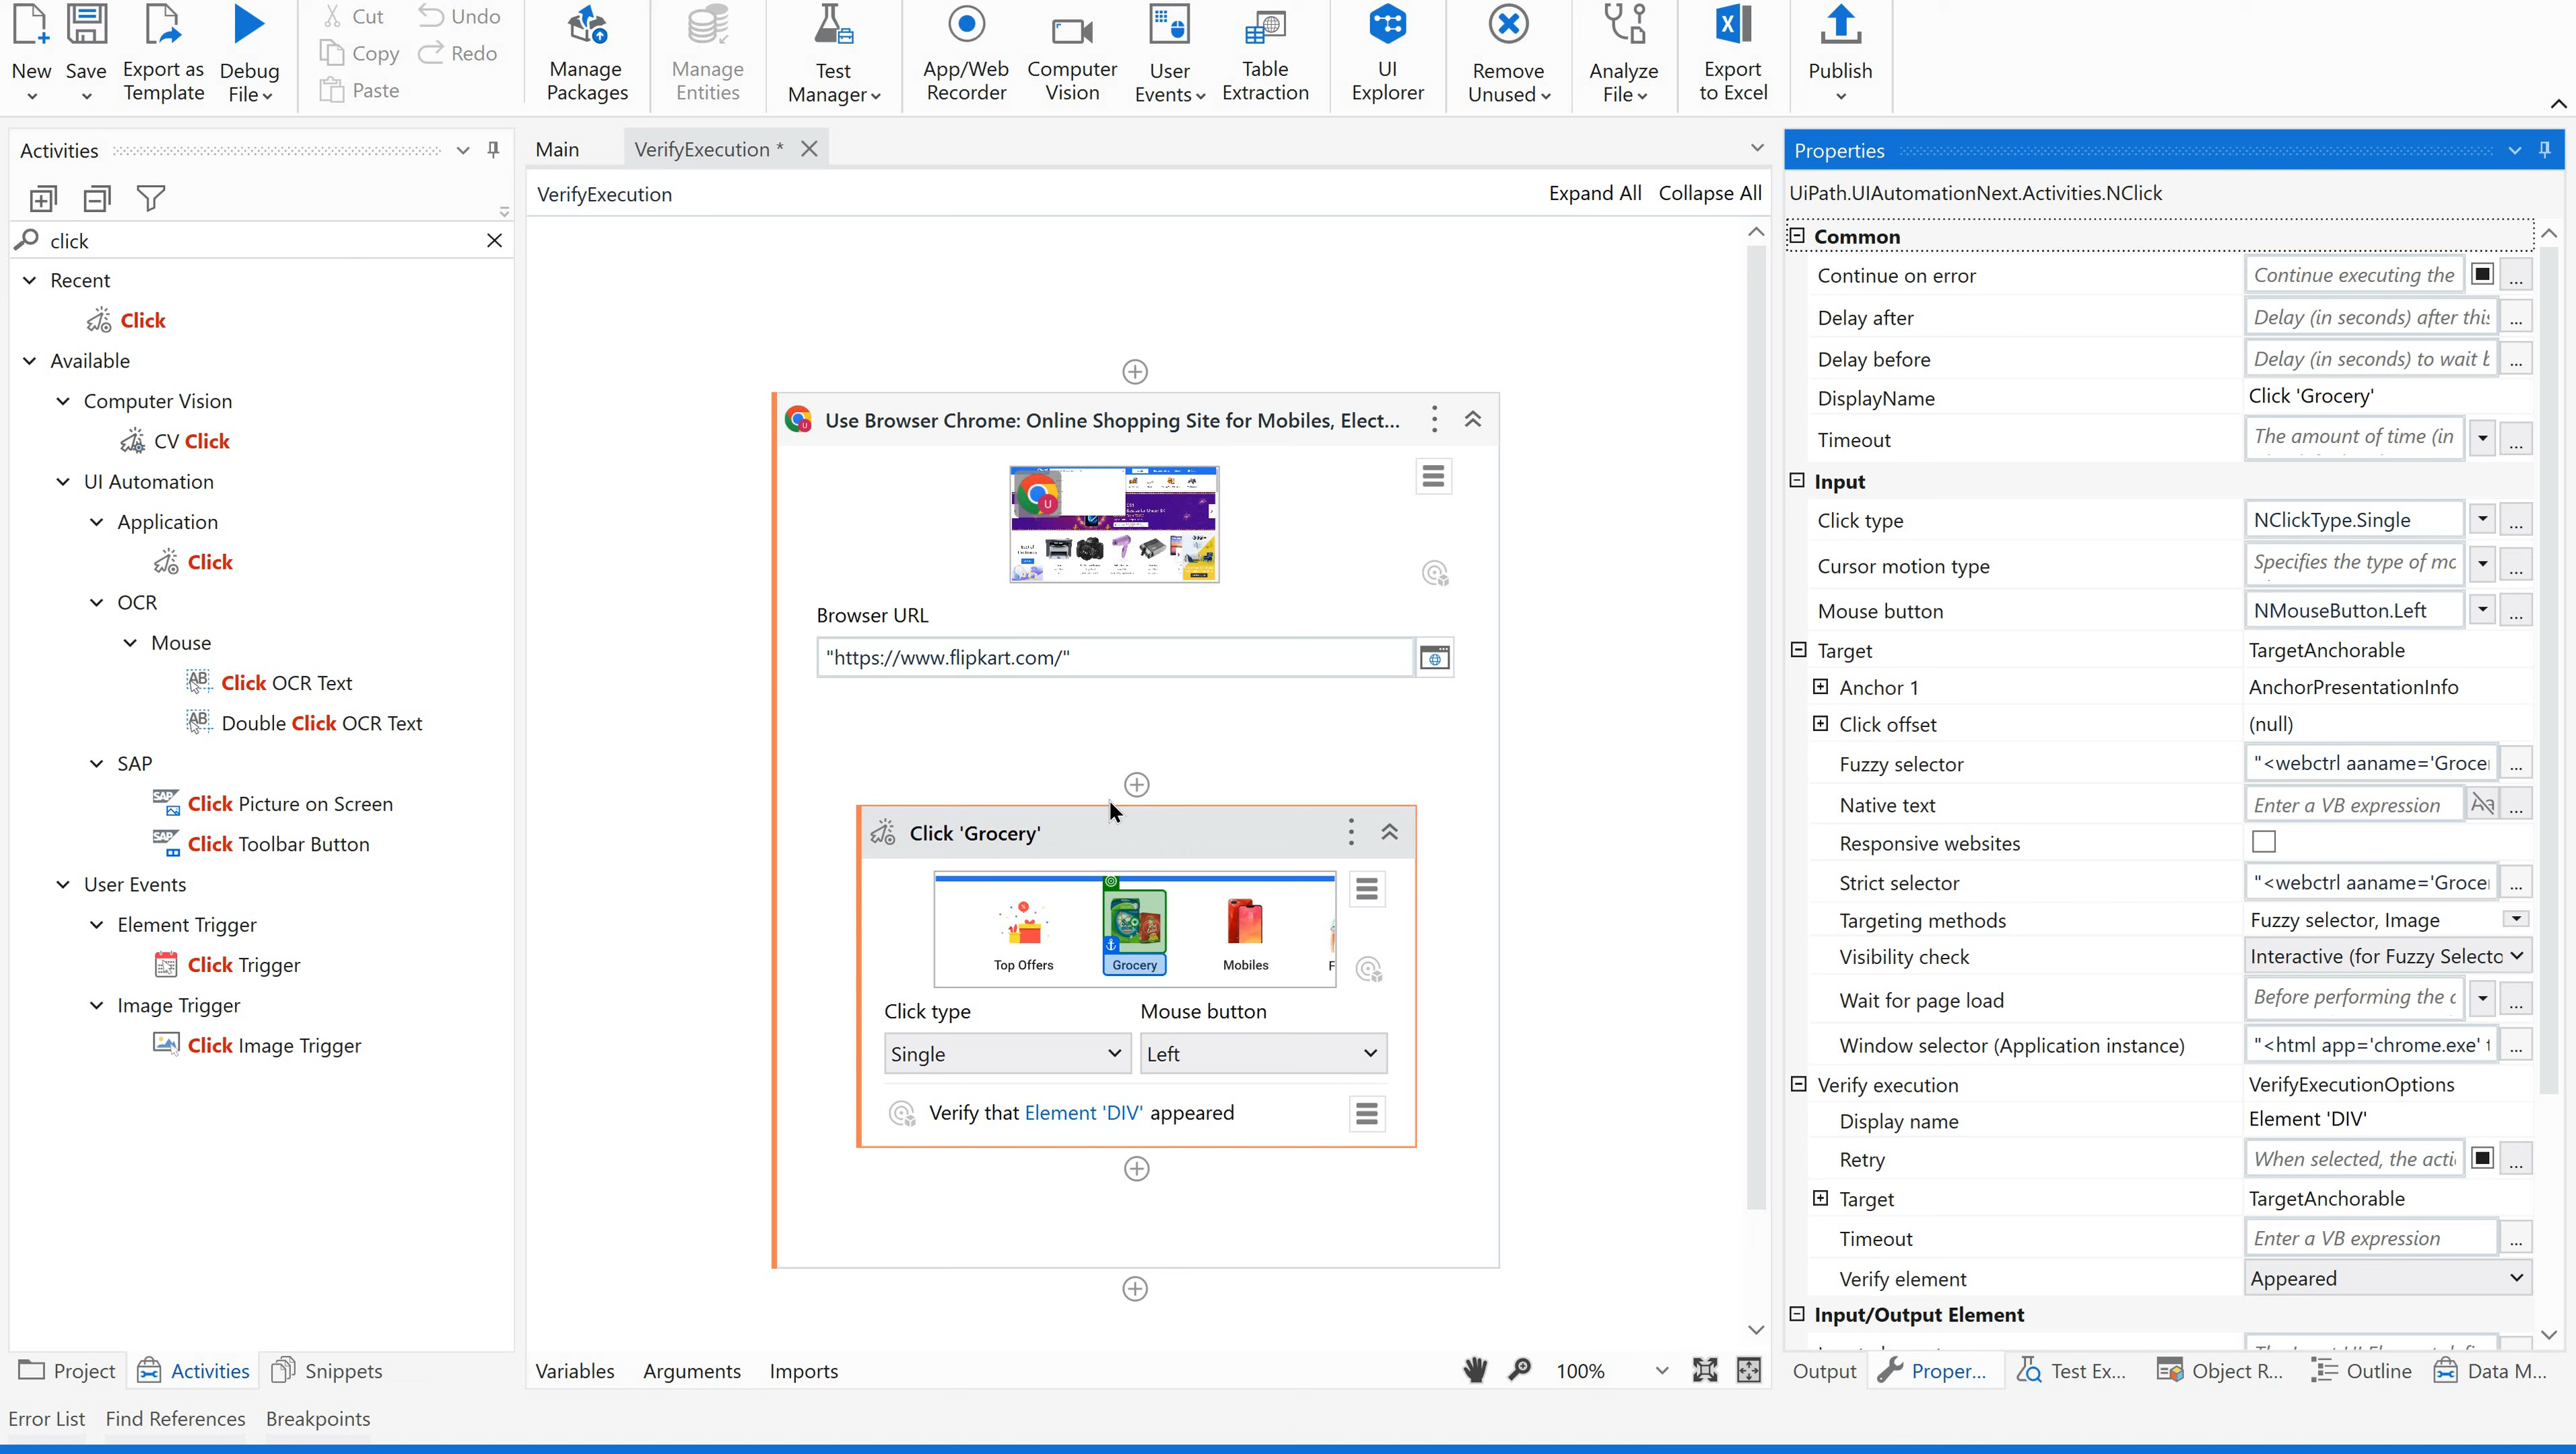 New
Save
Export as
Template
Debug
File
Cut
Copy
Paste
Undo
Redo
Manage
Packages
Manage
Entities
Test
Manager
App/Web
Recorder
Computer
Vision
User
Events
Table
Extraction
UI
Explorer
Remove
Unused
Analyze
File
Export
to Excel
Publish
Activities
click
Recent
Click
Available
Computer Vision
CV Click
UI Automation
Application
Click
OCR
Mouse
Click OCR Text
Double Click OCR Text
SAP
Click Picture on Screen
Click Toolbar Button
User Events
Element Trigger
Click Trigger
Image Trigger
Click Image Trigger
Project
Activities
Snippets
Main
VerifyExecution *
VerifyExecution
Expand All
Collapse All
Use Browser Chrome: Online Shopping Site for Mobiles, Elect...
Browser URL
"https://www.flipkart.com/"
Click 'Grocery'
Top Offers
Grocery
Mobiles
F
Click type
Mouse button
Single
Left
Verify that Element 'DIV' appeared
Variables
Arguments
Imports
100%
Properties
UiPath.UIAutomationNext.Activities.NClick
Common
Continue on error
Continue executing the
...
Delay after
Delay (in seconds) after this
...
Delay before
Delay (in seconds) to wait b
...
DisplayName
Click 'Grocery'
Timeout
The amount of time (in
...
Input
Click type
NClickType.Single
...
Cursor motion type
Specifies the type of mo
...
Mouse button
NMouseButton.Left
...
Target
TargetAnchorable
Anchor 1
AnchorPresentationInfo
Click offset
(null)
Fuzzy selector
"<webctrl aaname='Groce
...
Native text
Enter a VB expression
...
Responsive websites
Strict selector
"<webctrl aaname='Groce
...
Targeting methods
Fuzzy selector, Image
Visibility check
Interactive (for Fuzzy Selecto
Wait for page load
Before performing the c
...
Window selector (Application instance)
"<html app='chrome.exe' t
...
Verify execution
VerifyExecutionOptions
Display name
Element 'DIV'
Retry
When selected, the acti
...
Target
TargetAnchorable
Timeout
Enter a VB expression
...
Verify element
Appeared
Input/Output Element
Output
Proper...
Test Ex...
Object R...
Outline
Data M...
Error List
Find References
Breakpoints